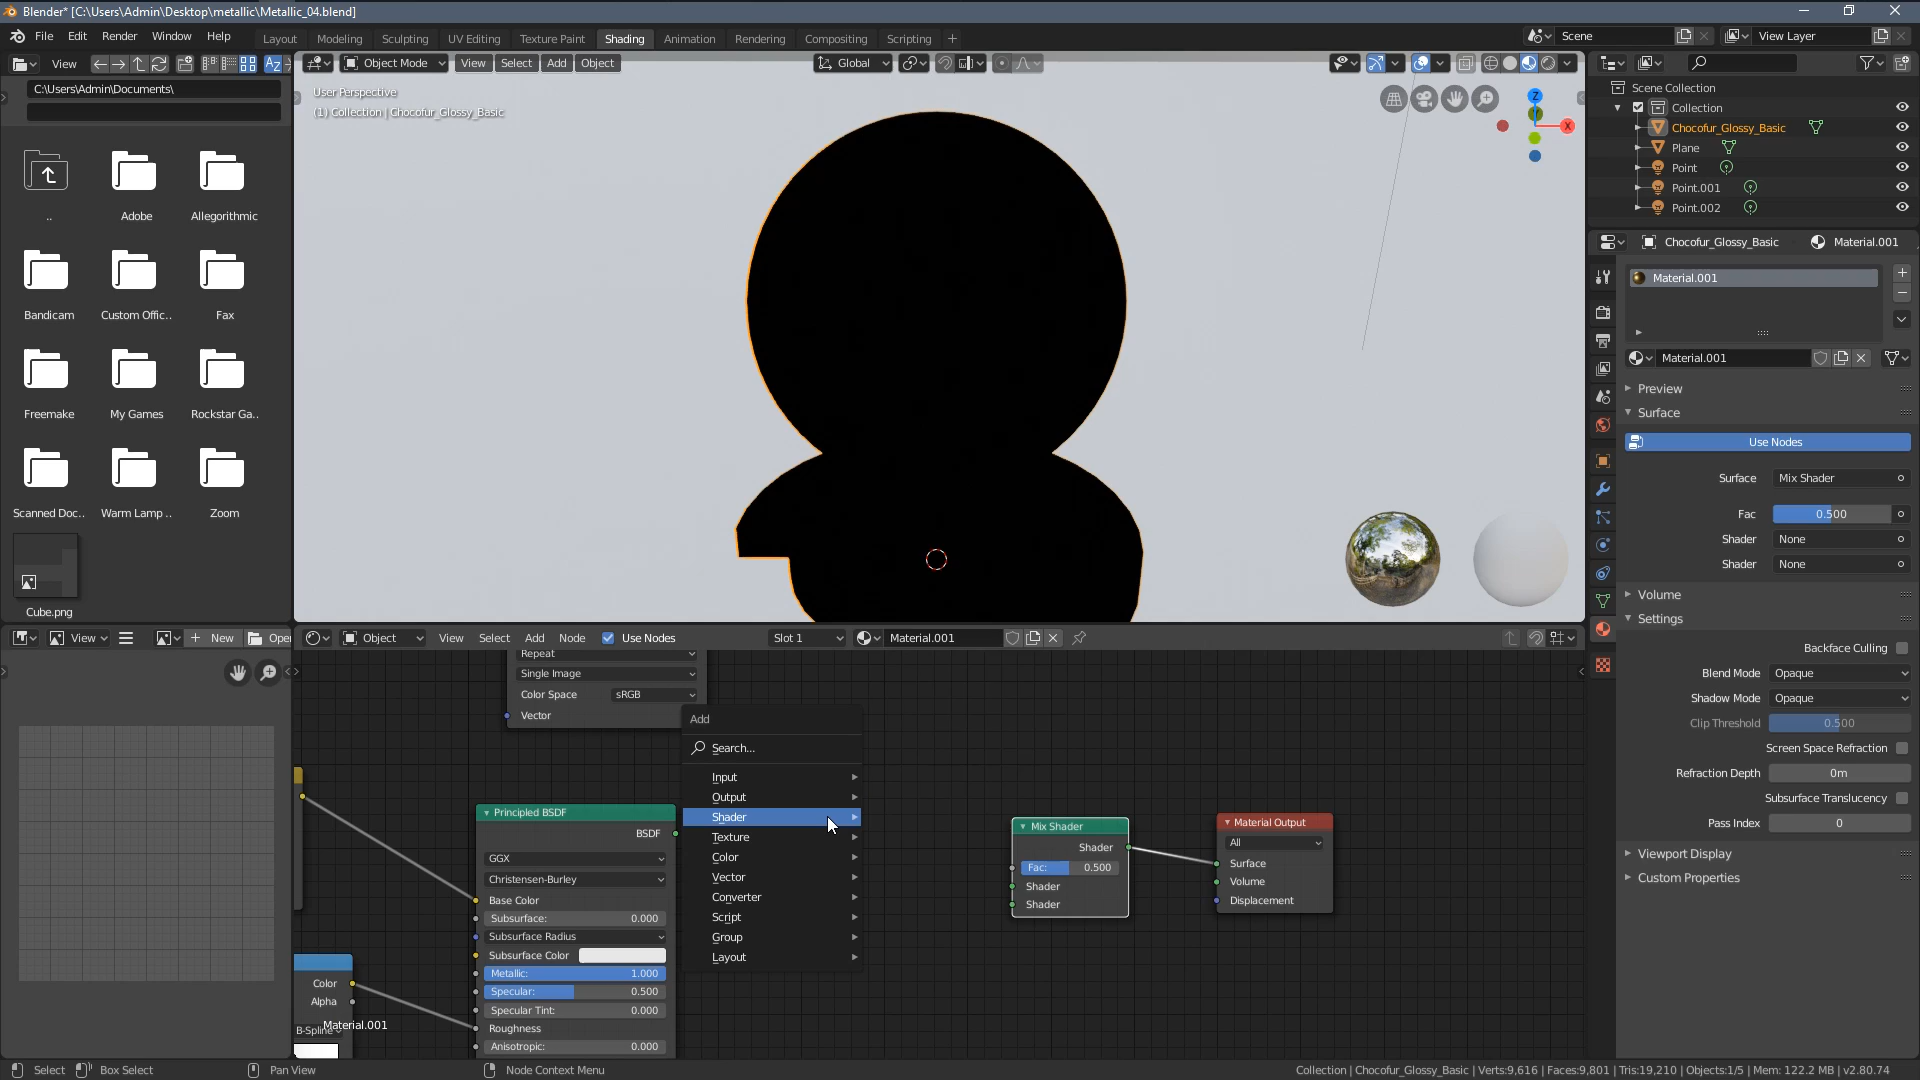 Blender* [C:\Users\Admin\Desktop\metallic\Metallic_04.blend]
File Edit Render Window Help
Layout Modeling Sculpting UV Editing Texture Paint Shading Animation Rendering Compositing Scripting
Scene
View Layer
View
C:\Users\Admin\Documents\
Object Mode
View Select Add Object
Global
User Perspective
(1) Collection | Chocofur_Glossy_Basic
Z
Y
X
..
Adobe
Allegorithmic
Bandicam
Custom Offic..
Fax
Freemake
My Games
Rockstar Ga..
Scanned Doc..
Warm Lamp ..
Zoom
Cube.png
Scene Collection
Collection
Chocofur_Glossy_Basic
Plane
Point
Point.001
Point.002
Chocofur_Glossy_Basic
Material.001
Material.001
Material.001
Preview
Surface
Use Nodes
Surface Mix Shader
Fac 0.500
Shader None
Shader None
Volume
Settings
Backface Culling
Blend Mode Opaque
Shadow Mode Opaque
Clip Threshold 0.500
Screen Space Refraction
Refraction Depth 0m
Subsurface Translucency
Pass Index 0
Viewport Display
Custom Properties
View
New
Open
Object
View Select Add Node Use Nodes
Slot 1
Material.001
Repeat
Single Image
Color Space sRGB
Vector
Add
Search...
Input
Output
Shader
Texture
Color
Vector
Converter
Script
Group
Layout
Principled BSDF
BSDF
GGX
Christensen-Burley
Base Color
Subsurface: 0.000
Subsurface Radius
Subsurface Color
Metallic: 1.000
Specular: 0.500
Specular Tint: 0.000
Roughness
Anisotropic: 0.000
Color
Alpha
B-Spline
Material.001
Mix Shader
Shader
Fac: 0.500
Shader
Shader
Material Output
All
Surface
Volume
Displacement
Select Box Select Pan View Node Context Menu
Collection | Chocofur_Glossy_Basic | Verts:9,616 | Faces:9,801 | Tris:19,210 | Objects:1/5 | Mem: 122.2 MB | v2.80.74